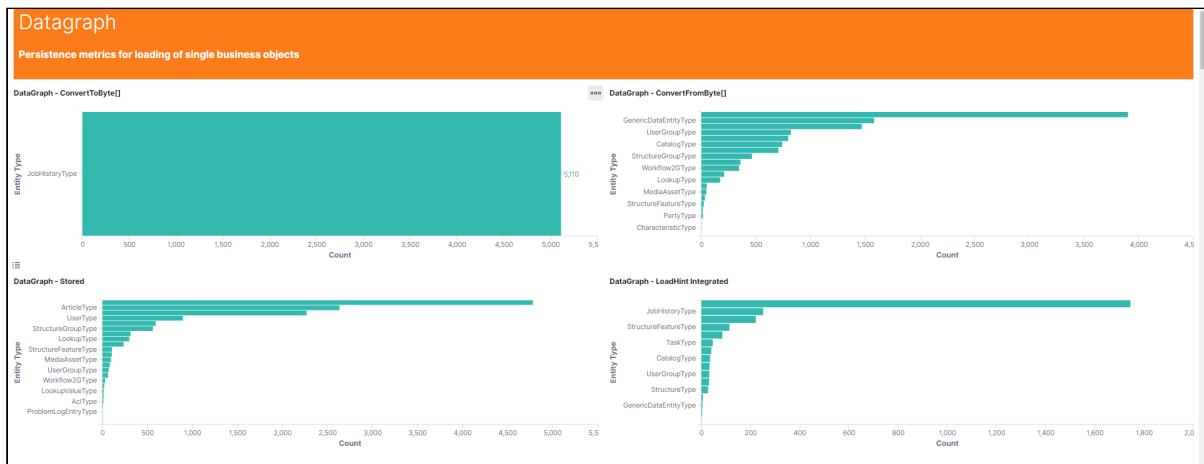 Datagraph
Persistence metrics for loading of single business objects
DataGraph - ConvertToByte[]
Entity Type
JobHistoryType
5,110
0 500 1,000 1,500 2,000 2,500 3,000 3,500 4,000 4,500 5,000 5,5
Count
DataGraph - ConvertFromByte[]
Entity Type
GenericDataEntityType
UserGroupType
CatalogType
StructureGroupType
Workflow2GType
LookupType
MediaAssetType
StructureFeatureType
PartyType
CharacteristicType
0 500 1,000 1,500 2,000 2,500 3,000 3,500 4,000 4,5
Count
DataGraph - Stored
Entity Type
ArticleType
UserType
StructureGroupType
LookupType
StructureFeatureType
MediaAssetType
UserGroupType
Workflow2GType
LookupValueType
AclType
ProblemLogEntryType
0 500 1,000 1,500 2,000 2,500 3,000 3,500 4,000 4,500 5,000 5,5
Count
DataGraph - LoadHint Integrated
Entity Type
JobHistoryType
StructureFeatureType
TaskType
CatalogType
UserGroupType
StructureType
GenericDataEntityType
0 200 400 600 800 1,000 1,200 1,400 1,600 1,800 2,0
Count